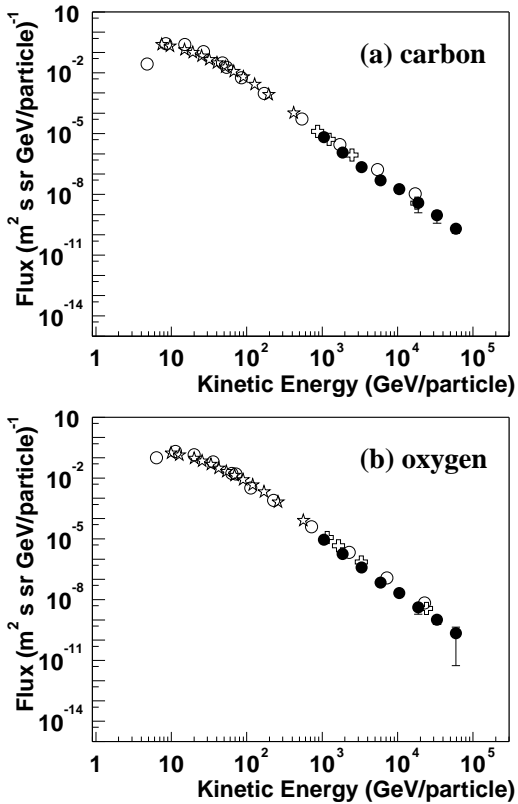 (a) carbon
Flux (m² s sr GeV/particle)⁻¹
10
10⁻²
10⁻⁵
10⁻⁸
10⁻¹¹
10⁻¹⁴
1 10 10² 10³ 10⁴ 10⁵
Kinetic Energy (GeV/particle)
(b) oxygen
Flux (m² s sr GeV/particle)⁻¹
10
10⁻²
10⁻⁵
10⁻⁸
10⁻¹¹
10⁻¹⁴
1 10 10² 10³ 10⁴ 10⁵
Kinetic Energy (GeV/particle)